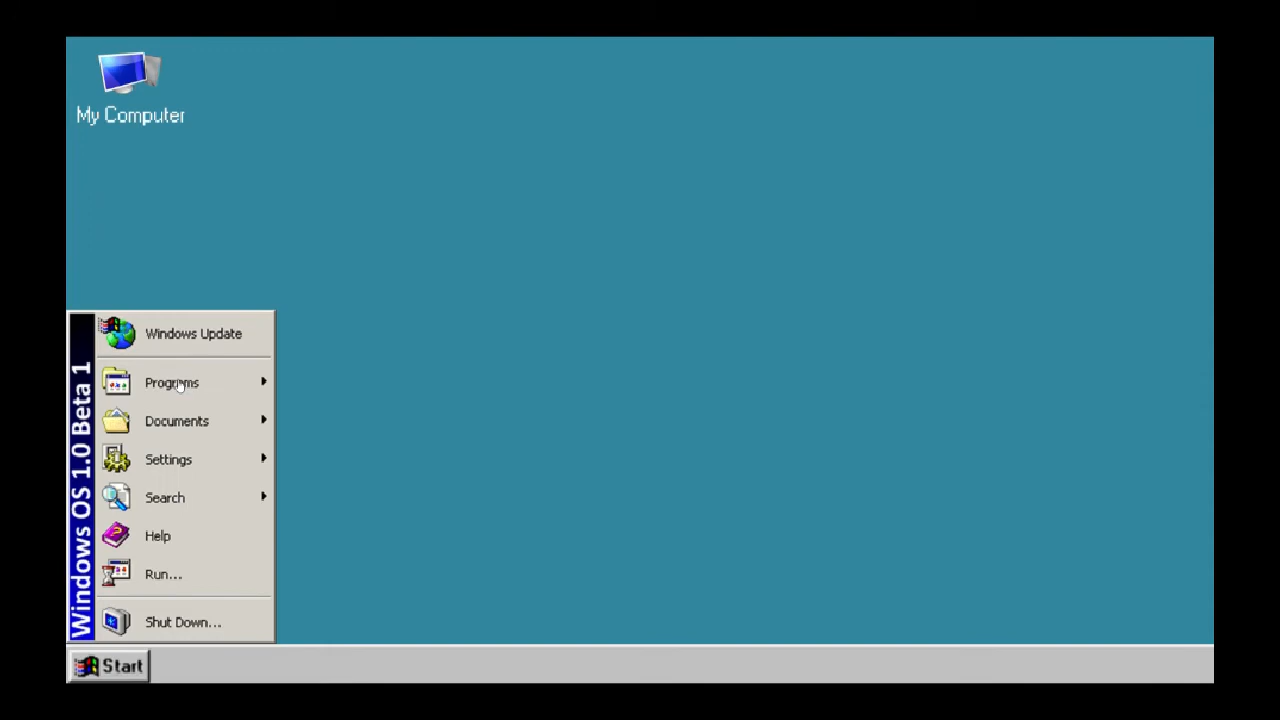 My Computer
Windows Update
Programs
Documents
Settings
Search
Help
Run...
Shut Down...
Windows OS 1.0 Beta 1
Start